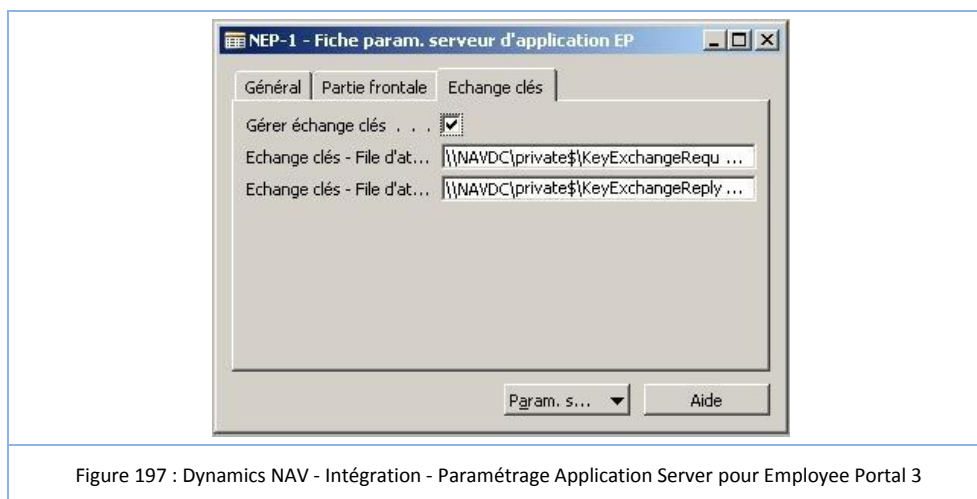 NEP-1 - Fiche param. serveur d'application EP
Général Partie frontale Echange clés
Gérer échange clés . . .
Echange clés - File d'at... \\NAVDC\private$\KeyExchangeRequ ...
Echange clés - File d'at... \\NAVDC\private$\KeyExchangeReply ...
Param. s... Aide
Figure 197 : Dynamics NAV - Intégration - Paramétrage Application Server pour Employee Portal 3